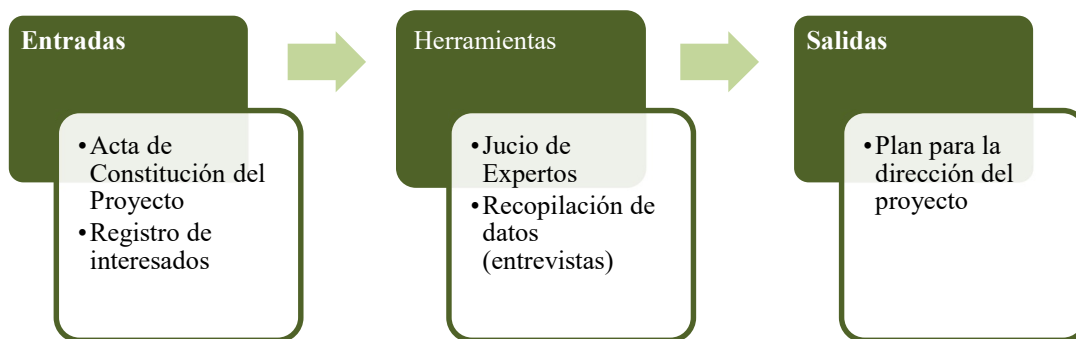 Entradas
•Acta de
Constitución del
Proyecto
•Registro de
interesados
Herramientas
•Jucio de
Expertos
•Recopilación de
datos
(entrevistas)
Salidas
•Plan para la
dirección del
proyecto